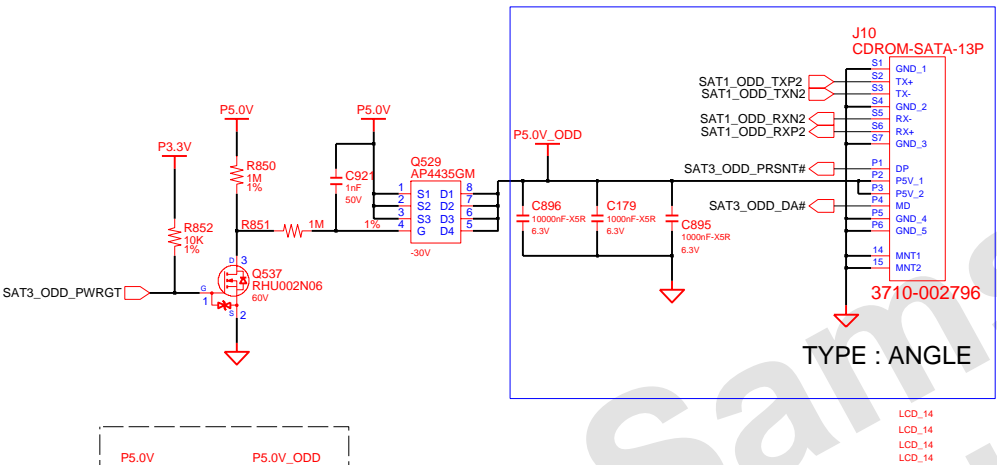 J10
CDROM-SATA-13P
S1 GND_1
SAT1_ODD_TXP2 S2 TX+
SAT1_ODD_TXN2 S3 TX-
S4 GND_2
SAT1_ODD_RXN2 S5 RX-
SAT1_ODD_RXP2 S6 RX+
S7 GND_3
SAT3_ODD_PRSNT# P1 DP
P2 P5V_1
P3 P5V_2
SAT3_ODD_DA# P4 MD
P5 GND_4
P6 GND_5
14 MNT1
15 MNT2
3710-002796
TYPE : ANGLE
P5.0V
P5.0V
P5.0V_ODD
P3.3V
R850
1M
1%
C921
1nF
50V
Q529
AP4435GM
1 S1 D1 8
2 S2 D2 7
3 S3 D3 6
4 G D4 5
-30V
R852
10K
1%
R851 1M 1%
C896
10000nF-X5R
6.3V
C179
1000nF-X5R
6.3V
C895
1000nF-X5R
6.3V
D 3
Q537
RHU002N06
60V
SAT3_ODD_PWRGT
G
1
S 2
LCD_14
LCD_14
LCD_14
LCD_14
P5.0V P5.0V_ODD
Sams